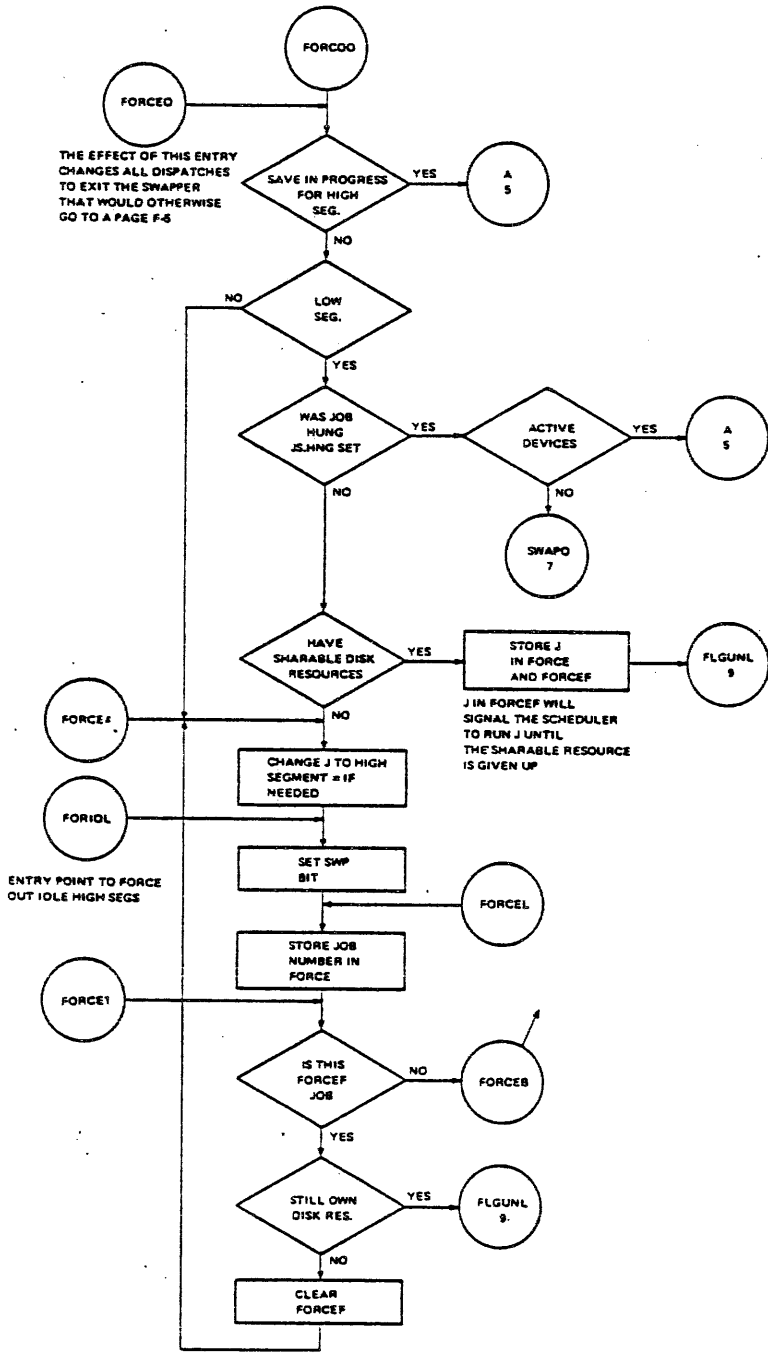 FORCD0
FORCE0
THE EFFECT OF THIS ENTRY
CHANGES ALL DISPATCHES
TO EXIT THE SWAPPER
THAT WOULD OTHERWISE
GO TO A PAGE F-5
SAVE IN PROGRESS
FOR HIGH
SEG.
YES
A
5
NO
NO
LOW
SEG.
YES
WAS JOB
HUNG
JS.HNG SET
YES
ACTIVE
DEVICES
YES
A
5
NO
NO
SWAPO
7
HAVE
SHARABLE DISK
RESOURCES
YES
STORE J
IN FORCE
AND FORCEF
FLGUNL
9
J IN FORCEF WILL
SIGNAL THE SCHEDULER
TO RUN J UNTIL
THE SHARABLE RESOURCE
IS GIVEN UP
NO
CHANGE J TO HIGH
SEGMENT = IF
NEEDED
FORIDL
ENTRY POINT TO FORCE
OUT IDLE HIGH SEGS
SET SWP
BIT
FORCEL
STORE JOB
NUMBER IN
FORCE
FORCE1
IS THIS
FORCEF
JOB
NO
FORCEB
YES
STILL OWN
DISK RES.
YES
FLGUNL
9.
NO
CLEAR
FORCEF